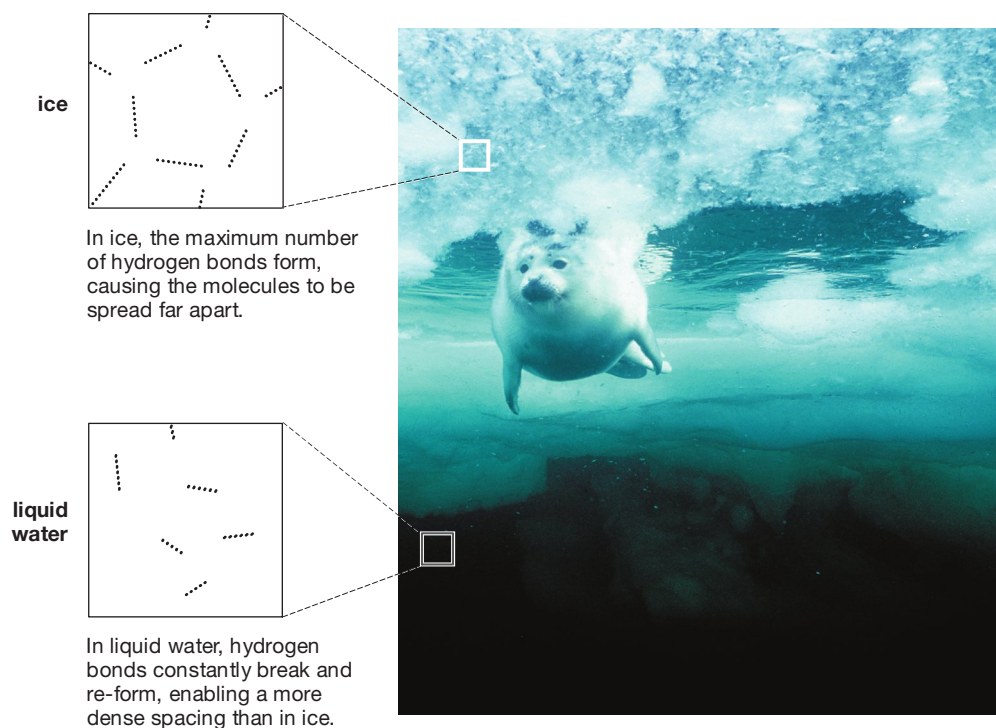 ice
In ice, the maximum number
of hydrogen bonds form,
causing the molecules to be
spread far apart.
liquid
water
In liquid water, hydrogen
bonds constantly break and
re-form, enabling a more
dense spacing than in ice.